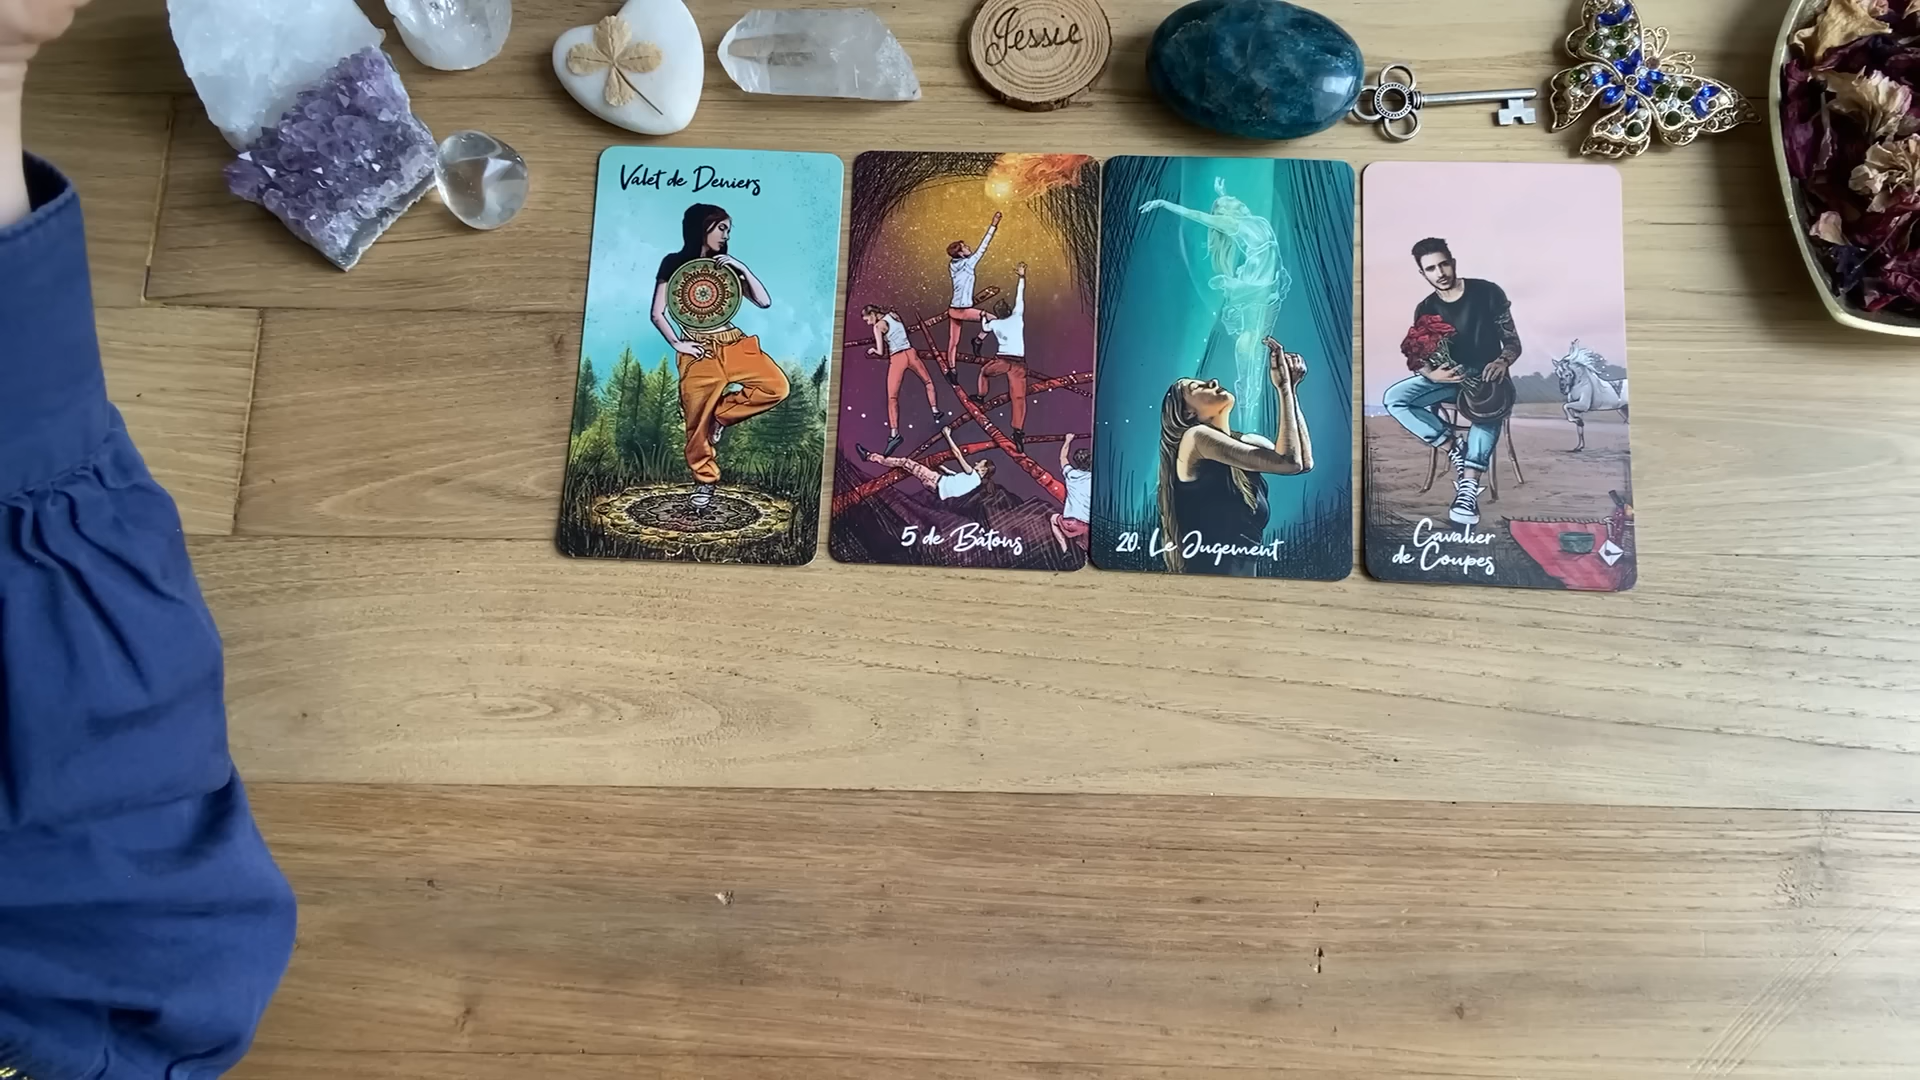 Jessie
Valet de Deniers
5 de Bâtons
20. Le Jugement
Cavalier
de Coupes